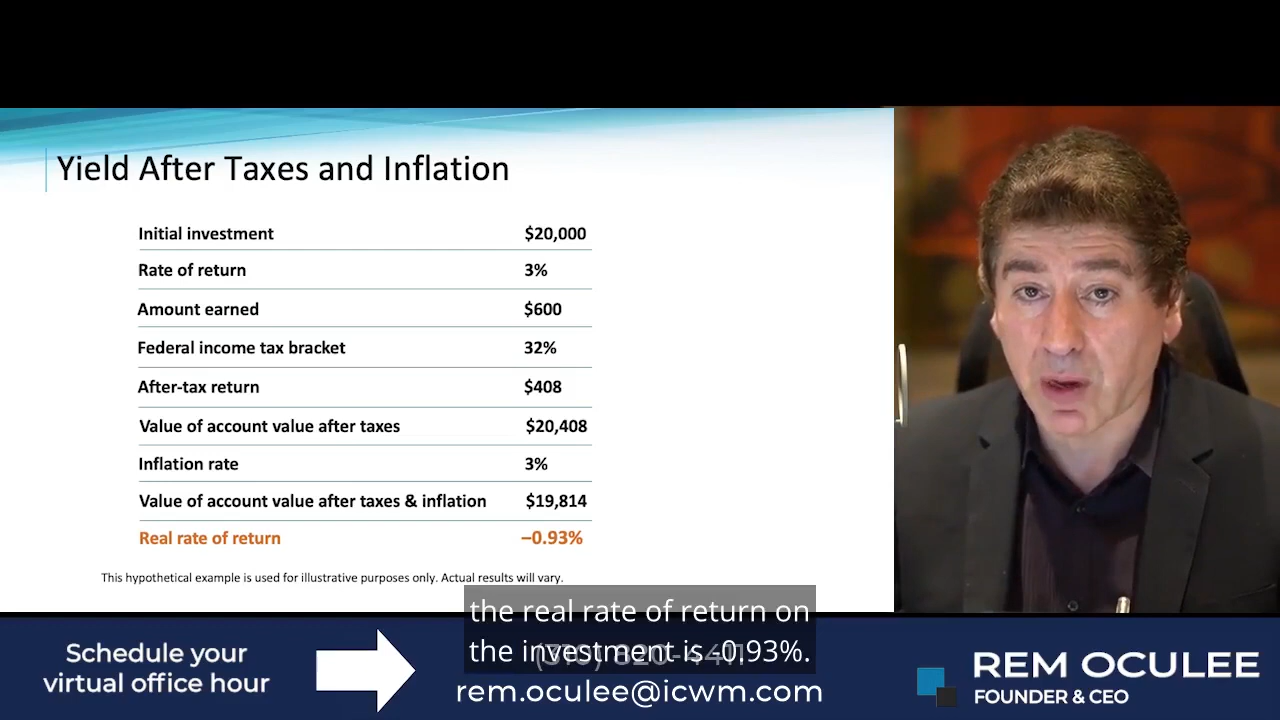 Yield After Taxes and Inflation
Initial investment $20,000
Rate of return 3%
Amount earned $600
Federal income tax bracket 32%
After-tax return $408
Value of account value after taxes $20,408
Inflation rate 3%
Value of account value after taxes & inflation $19,814
Real rate of return –0.93%
This hypothetical example is used for illustrative purposes only. Actual results will vary.
the real rate of return on
the investment is -0.93%.
Schedule your
virtual office hour
rem.oculee@icwm.com
REM OCULEE
FOUNDER & CEO